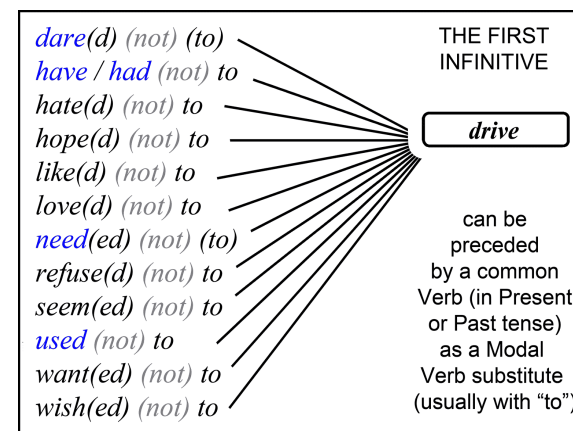 dare(d) (not) (to)
have / had (not) to
hate(d) (not) to
hope(d) (not) to
like(d) (not) to
love(d) (not) to
need(ed) (not) (to)
refuse(d) (not) to
seem(ed) (not) to
used (not) to
want(ed) (not) to
wish(ed) (not) to
THE FIRST
INFINITIVE
drive
can be
preceded
by a common
Verb (in Present
or Past tense)
as a Modal
Verb substitute
(usually with “to”)